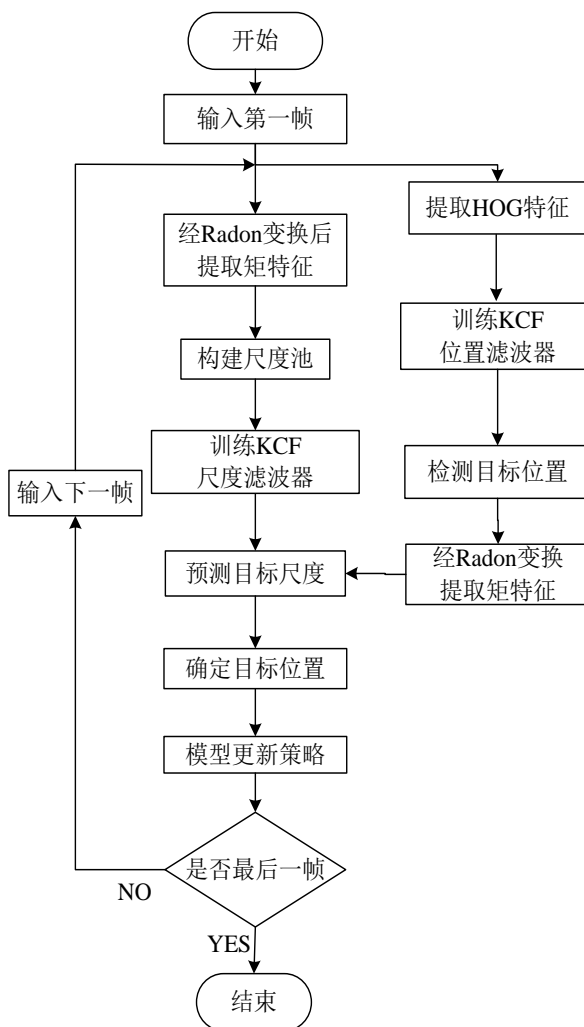 开始
输入第一帧
提取HOG特征
经Radon变换后
提取矩特征
训练KCF
位置滤波器
构建尺度池
训练KCF
尺度滤波器
检测目标位置
输入下一帧
经Radon变换
提取矩特征
预测目标尺度
确定目标位置
模型更新策略
是否最后一帧
NO
YES
结束